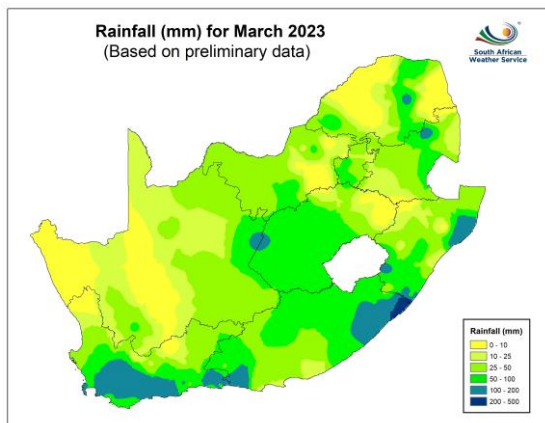 Rainfall (mm) for March 2023
(Based on preliminary data)
South African
Weather Service
Rainfall (mm)
0 - 10
10 - 25
25 - 50
50 - 100
100 - 200
200 - 500